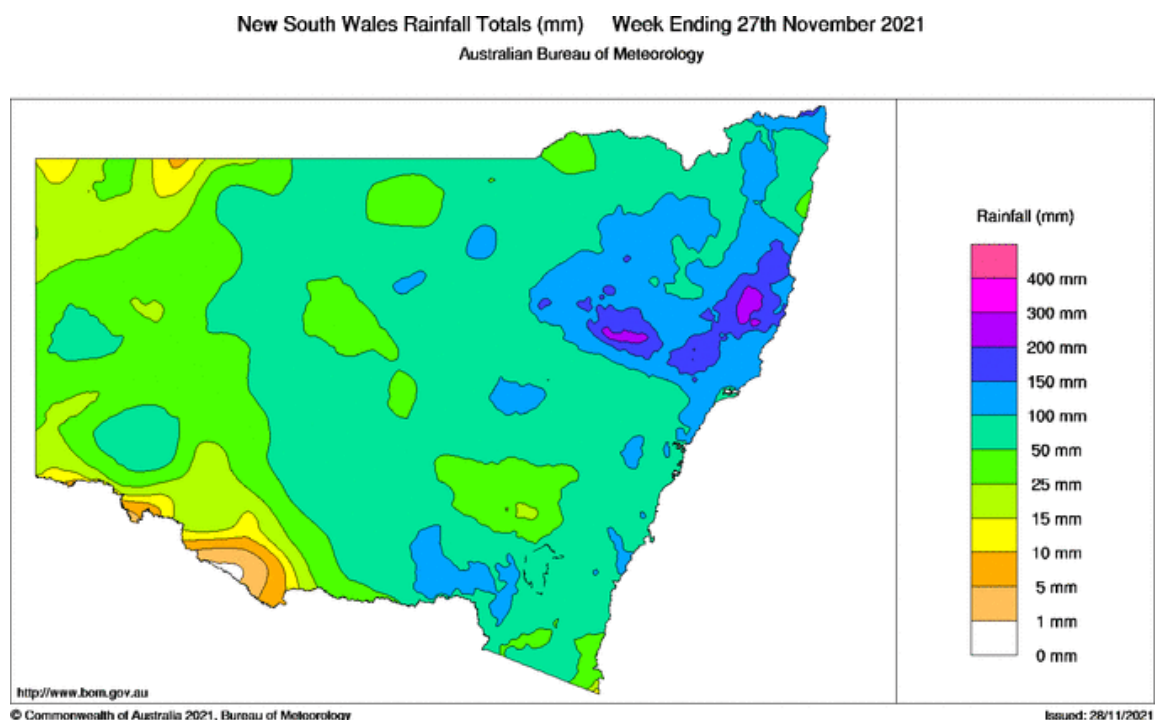 New South Wales Rainfall Totals (mm) Week Ending 27th November 2021
Australian Bureau of Meteorology
Rainfall (mm)
400 mm
300 mm
200 mm
150 mm
100 mm
50 mm
25 mm
15 mm
10 mm
5 mm
1 mm
0 mm
http://www.bom.gov.au
© Commonwealth of Australia 2021, Bureau of Meteorology
Issued: 28/11/2021